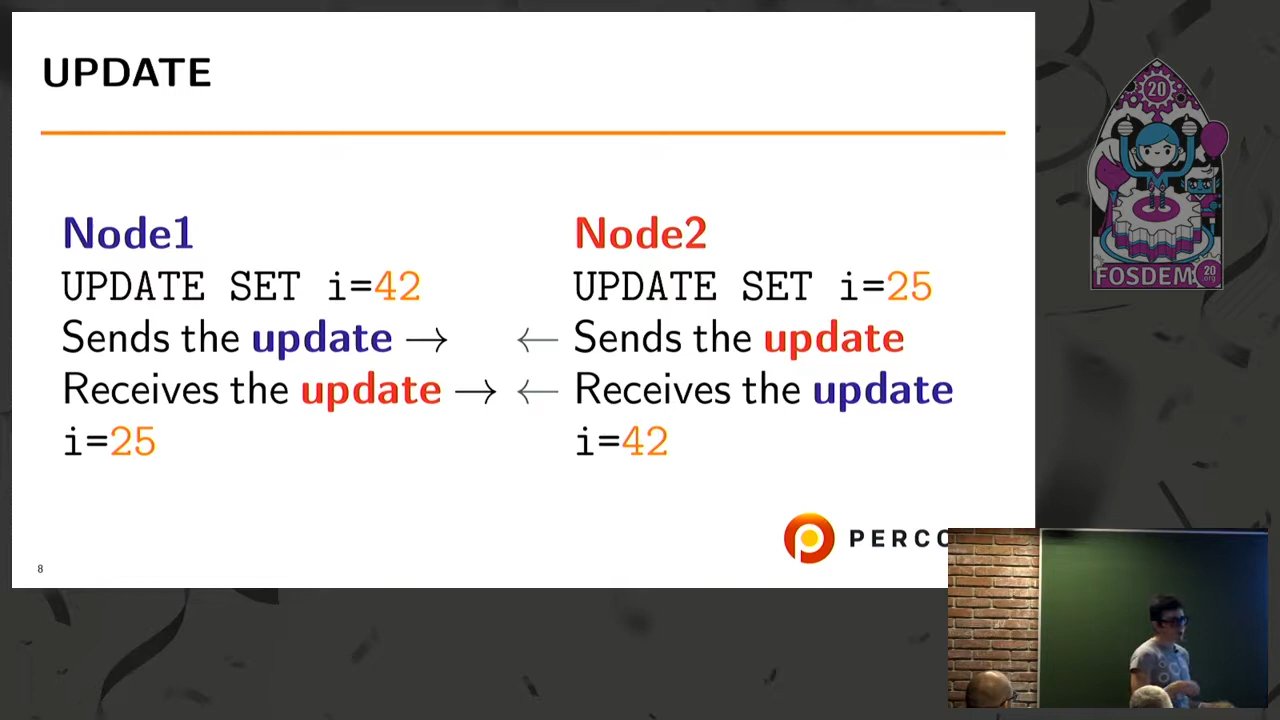 UPDATE
Node1
UPDATE SET i=42
Sends the update →
Receives the update →
i=25
Node2
UPDATE SET i=25
← Sends the update
← Receives the update
i=42
8
PERCO
20
FOSDEM 20
.org